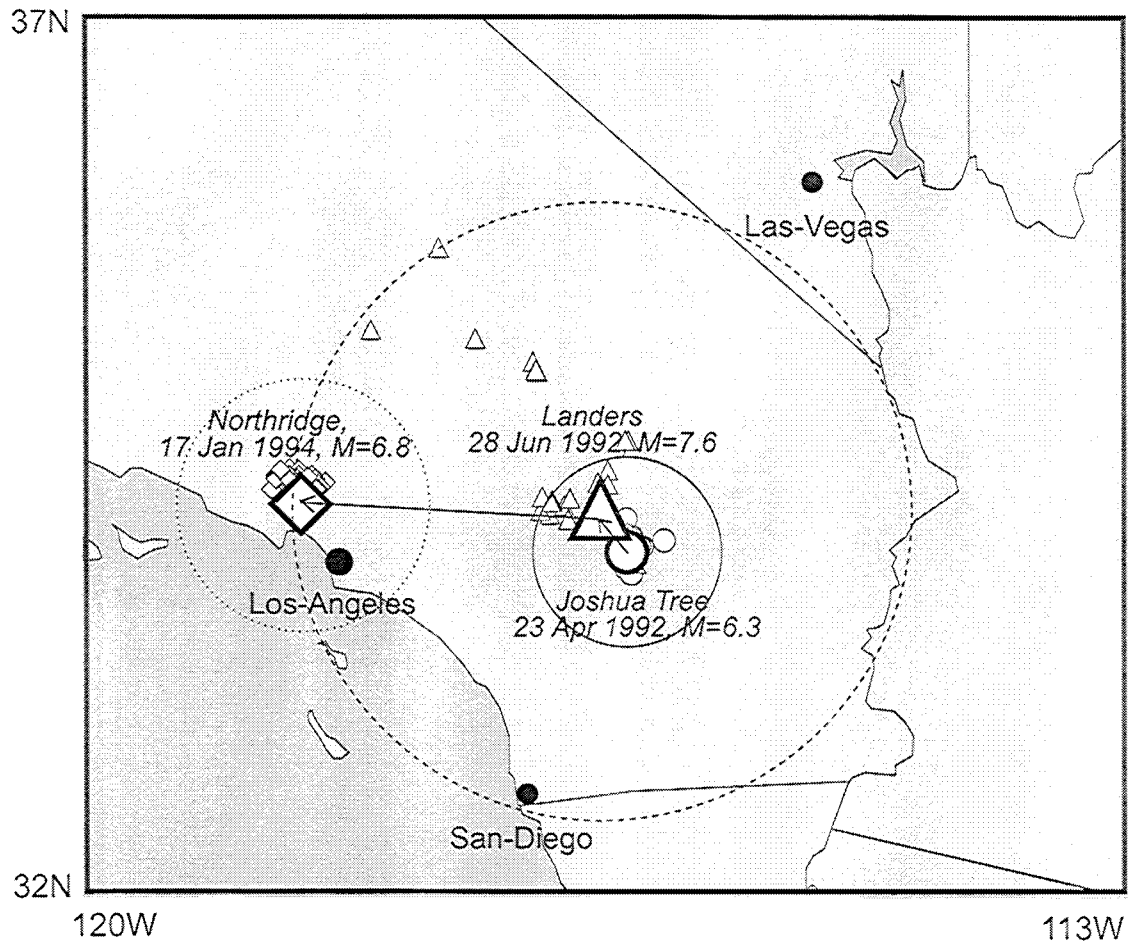 37N
Las-Vegas
Northridge,
17 Jan 1994, M=6.8
Landers
28 Jun 1992, M=7.6
Los-Angeles
Joshua Tree
23 Apr 1992, M=6.3
San-Diego
32N
120W
113W